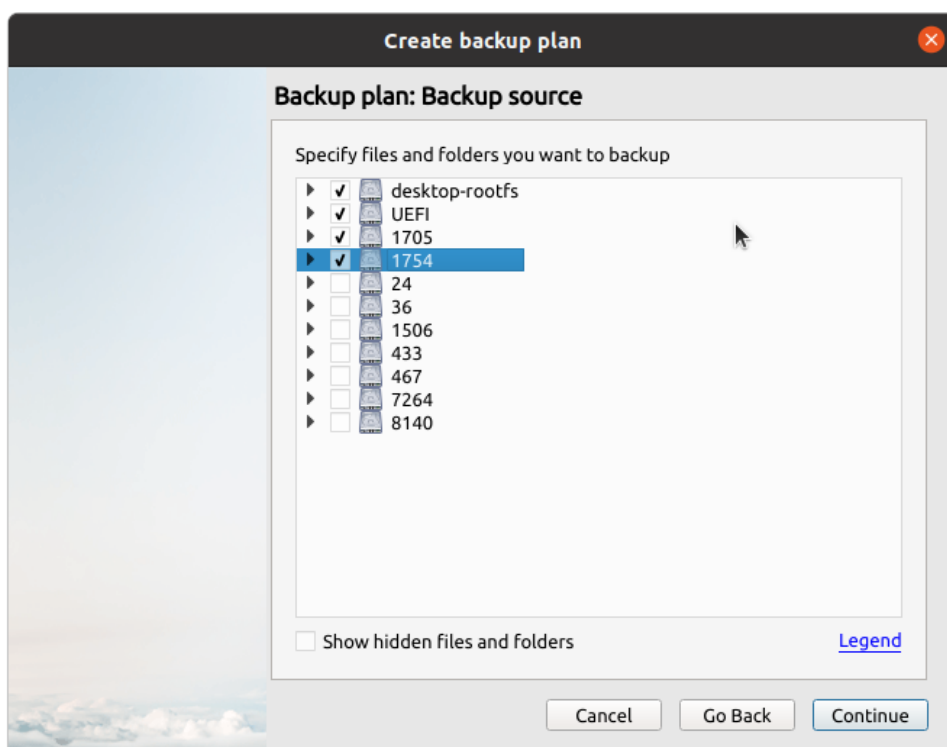 Create backup plan
Backup plan: Backup source
Specify files and folders you want to backup
desktop-rootfs
UEFI
1705
1754
24
36
1506
433
467
7264
8140
Show hidden files and folders
Legend
Cancel
Go Back
Continue